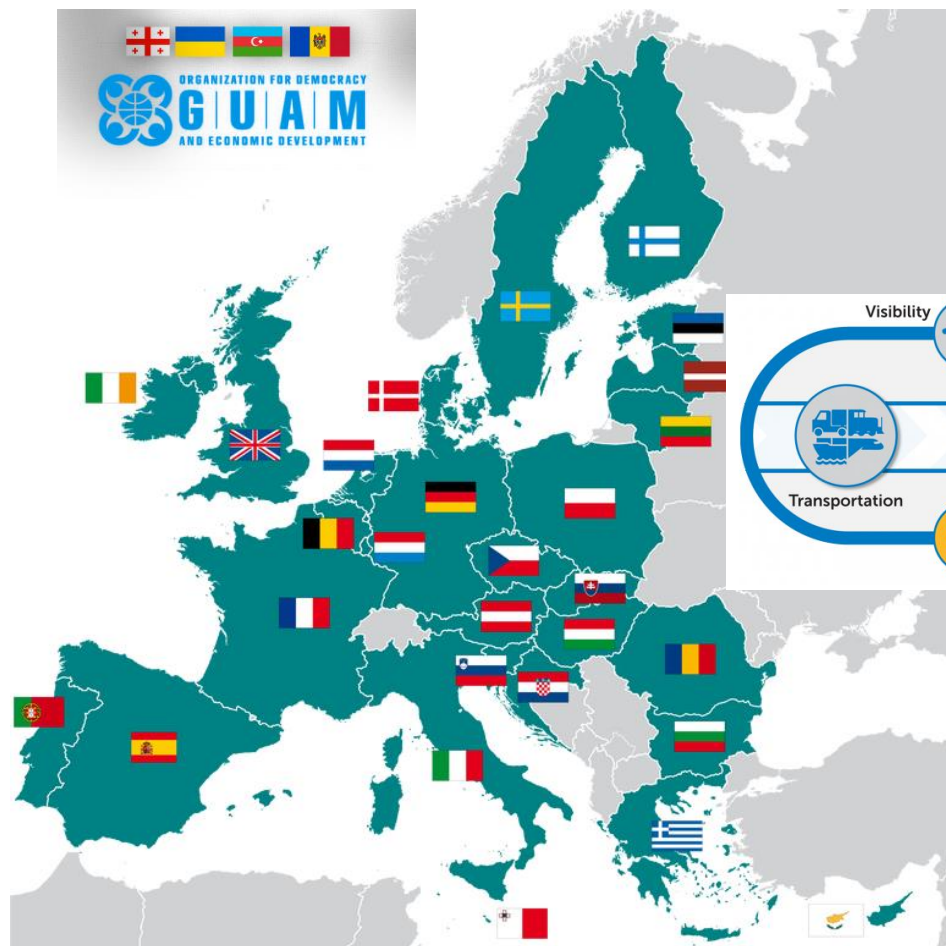 ORGANIZATION FOR DEMOCRACY
G|U|A|M
AND ECONOMIC DEVELOPMENT
Visibility
Transportation